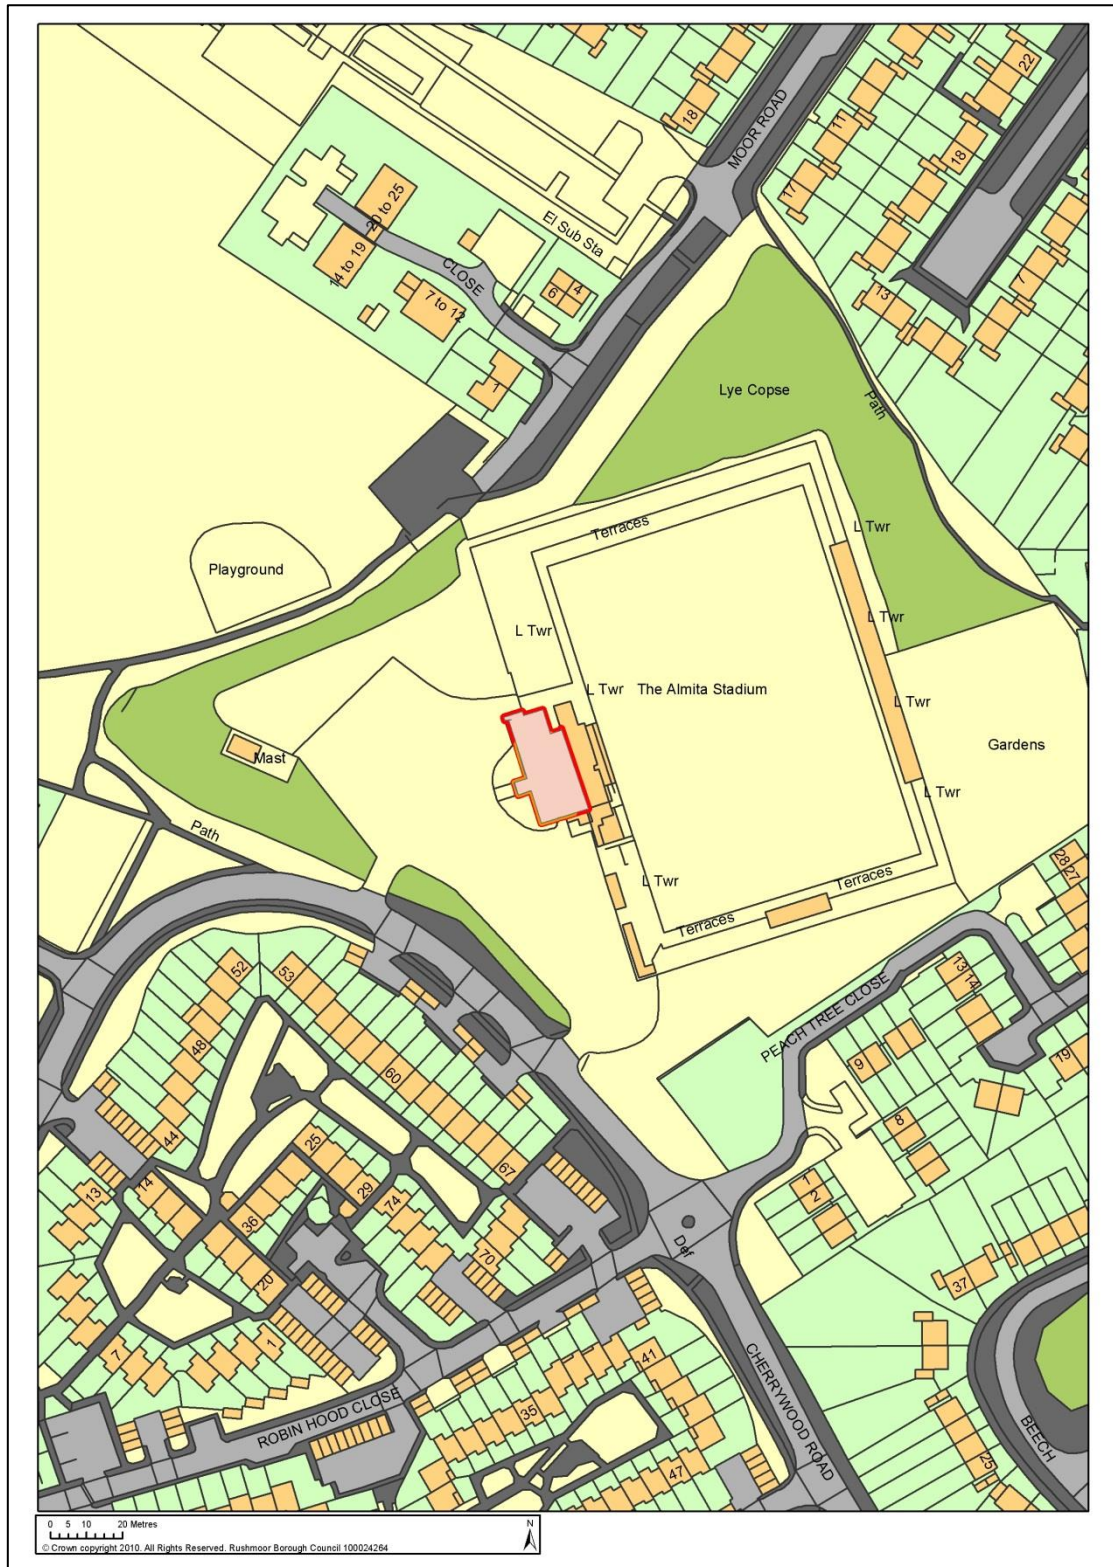 MOOR ROAD
22
18
11
17
18
20 to 25
14 to 19
El Sub Sta
CLOSE
4
6
7 to 12
1
13
1
Lye Copse
Path
Terraces
L Twr
Playground
L Twr
L Twr
L Twr
The Almita Stadium
L Twr
Gardens
Mast
L Twr
Path
L Twr
Terraces
Terraces
28
27
52
53
13
14
PEACH TREE CLOSE
48
60
9
19
8
44
25
67
29
13
14
36
74
1
2
70
Def
20
37
7
1
41
CHERRYWOOD ROAD
35
ROBIN HOOD CLOSE
BEECH
47
25
0 5 10 20 Metres
N
© Crown copyright 2010. All Rights Reserved. Rushmoor Borough Council 100024264